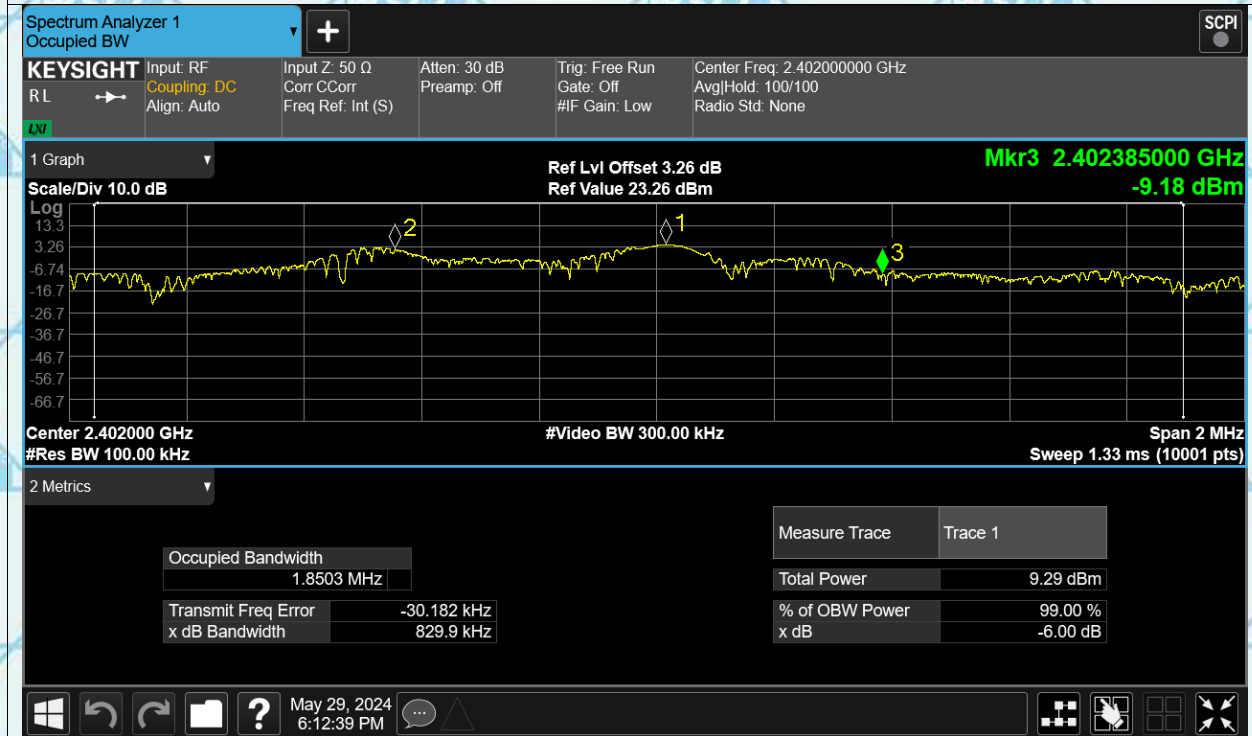 Spectrum Analyzer 1
Occupied BW
SCPI
KEYSIGHT
R L
LXI
Input: RF
Coupling: DC
Align: Auto
Input Z: 50 Ω
Corr CCorr
Freq Ref: Int (S)
Atten: 30 dB
Preamp: Off
Trig: Free Run
Gate: Off
#IF Gain: Low
Center Freq: 2.402000000 GHz
Avg|Hold: 100/100
Radio Std: None
1 Graph
Scale/Div 10.0 dB
Ref Lvl Offset 3.26 dB
Ref Value 23.26 dBm
Mkr3 2.402385000 GHz
-9.18 dBm
Log
13.3
3.26
-6.74
-16.7
-26.7
-36.7
-46.7
-56.7
-66.7
2
1
3
Center 2.402000 GHz
#Video BW 300.00 kHz
Span 2 MHz
#Res BW 100.00 kHz
Sweep 1.33 ms (10001 pts)
2 Metrics
Measure Trace Trace 1
Occupied Bandwidth
1.8503 MHz
Total Power 9.29 dBm
Transmit Freq Error -30.182 kHz
% of OBW Power 99.00 %
x dB Bandwidth 829.9 kHz
x dB -6.00 dB
May 29, 2024
6:12:39 PM